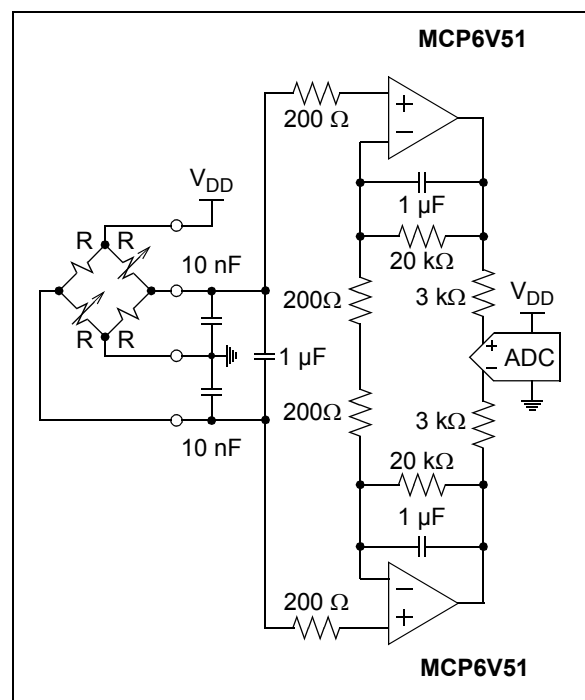 MCP6V51
200 Ω
V_DD
1 µF
R R
10 nF
20 kΩ
200Ω
3 kΩ
V_DD
1 µF
ADC
R R
200Ω
3 kΩ
10 nF
20 kΩ
1 µF
200 Ω
MCP6V51
+
−
+
−
−
+